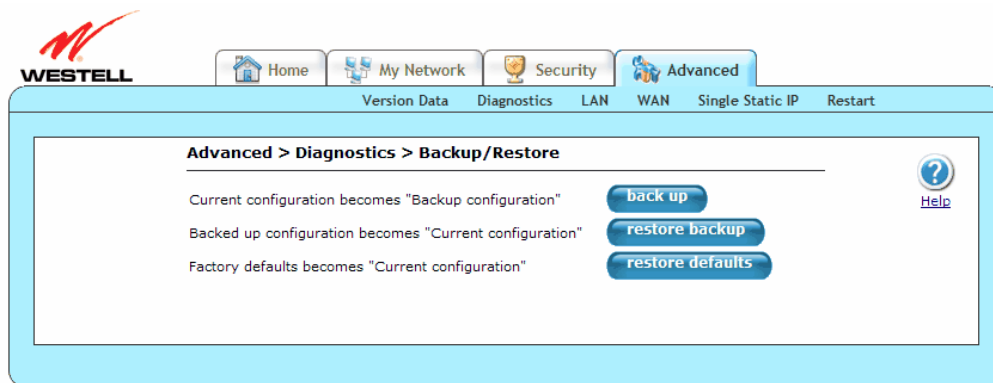 WESTELL
Home My Network Security Advanced
Version Data Diagnostics LAN WAN Single Static IP Restart
Advanced > Diagnostics > Backup/Restore
Current configuration becomes "Backup configuration" back up
Backed up configuration becomes "Current configuration" restore backup
Factory defaults becomes "Current configuration" restore defaults
Help